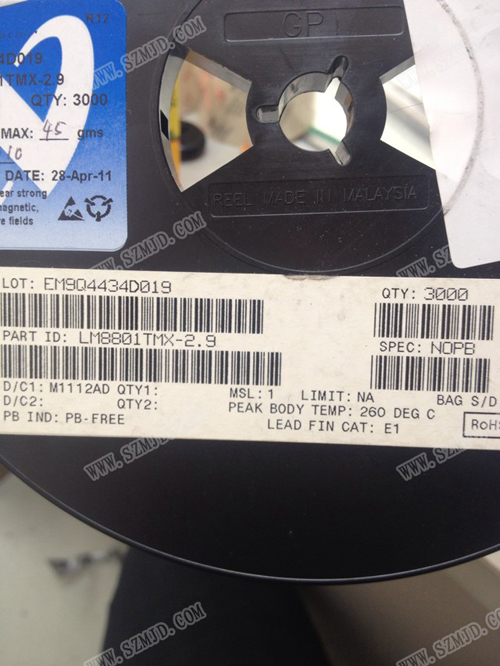 R12
GP
4D019
1TMX-2.9
QTY: 3000
MAX: 45 gms
10
DATE: 28-Apr-11
ear strong
magnetic,
e fields
REEL MADE IN MALAYSIA
LOT: EM9Q4434D019
QTY: 3000
PART ID: LM8801TMX-2.9
SPEC: NOPB
D/C1: M1112AD QTY1:
MSL: 1 LIMIT: NA BAG S/D
D/C2: QTY2:
PEAK BODY TEMP: 260 DEG C
PB IND: PB-FREE
LEAD FIN CAT: E1
RoHS
WWW.SZMJD.COM